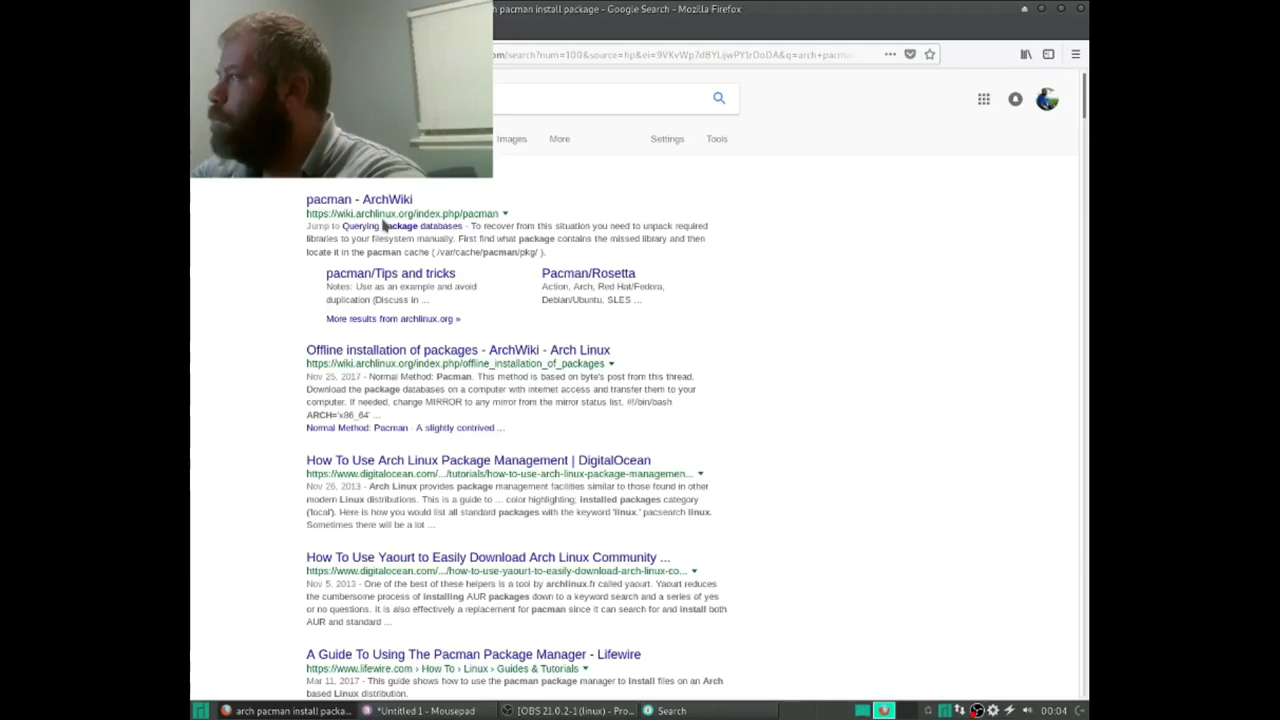 h pacman install package - Google Search - Mozilla Firefox
com/search?num=100&source=hp&ei=
&q=arch+pacma
Images More Settings Tools
pacman - ArchWiki
https://wiki.archlinux.org/index.php/pacman
Jump to Querying package databases - To recover from this situation you need to unpack required
libraries to your filesystem manually. First find what package contains the missed library and then
locate it in the pacman cache ( /var/cache/pacman/pkg/ ).
pacman/Tips and tricks
Notes: Use as an example and avoid
duplication (Discuss in ...
Pacman/Rosetta
Action, Arch, Red Hat/Fedora,
Debian/Ubuntu, SLES ...
More results from archlinux.org »
Offline installation of packages - ArchWiki - Arch Linux
https://wiki.archlinux.org/index.php/offline_installation_of_packages
Nov 25, 2017 - Normal Method: Pacman. This method is based on byte's post from this thread.
Download the package databases on a computer with internet access and transfer them to your
computer. If needed, change MIRROR to any mirror from the mirror status list. #!/bin/bash
ARCH="x86_64" ...
Normal Method: Pacman · A slightly contrived ...
How To Use Arch Linux Package Management | DigitalOcean
https://www.digitalocean.com/.../tutorials/how-to-use-arch-linux-package-managemen...
Nov 26, 2013 - Arch Linux provides package management facilities similar to those found in other
modern Linux distributions. This is a guide to ... color highlighting; installed packages category
('local'). Here is how you would list all standard packages with the keyword 'linux.' pacsearch linux.
Sometimes there will be a lot ...
How To Use Yaourt to Easily Download Arch Linux Community ...
https://www.digitalocean.com/.../how-to-use-yaourt-to-easily-download-arch-linux-co...
Nov 5, 2013 - One of the best of these helpers is a tool by archlinux.fr called yaourt. Yaourt reduces
the cumbersome process of installing AUR packages down to a keyword search and a series of yes
or no questions. It is also effectively a replacement for pacman since it can search for and install both
AUR and standard ...
A Guide To Using The Pacman Package Manager - Lifewire
https://www.lifewire.com › How To › Linux › Guides & Tutorials
Mar 11, 2017 - This guide shows how to use the pacman package manager to install files on an Arch
based Linux distribution.
arch pacman install packa... *Untitled 1 - Mousepad [OBS 21.0.2-1 (linux) - Pro... Search 00:04